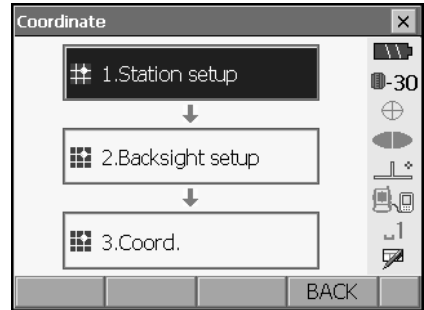 Coordinate
1.Station setup
-30
2.Backsight setup
3.Coord.
1
BACK